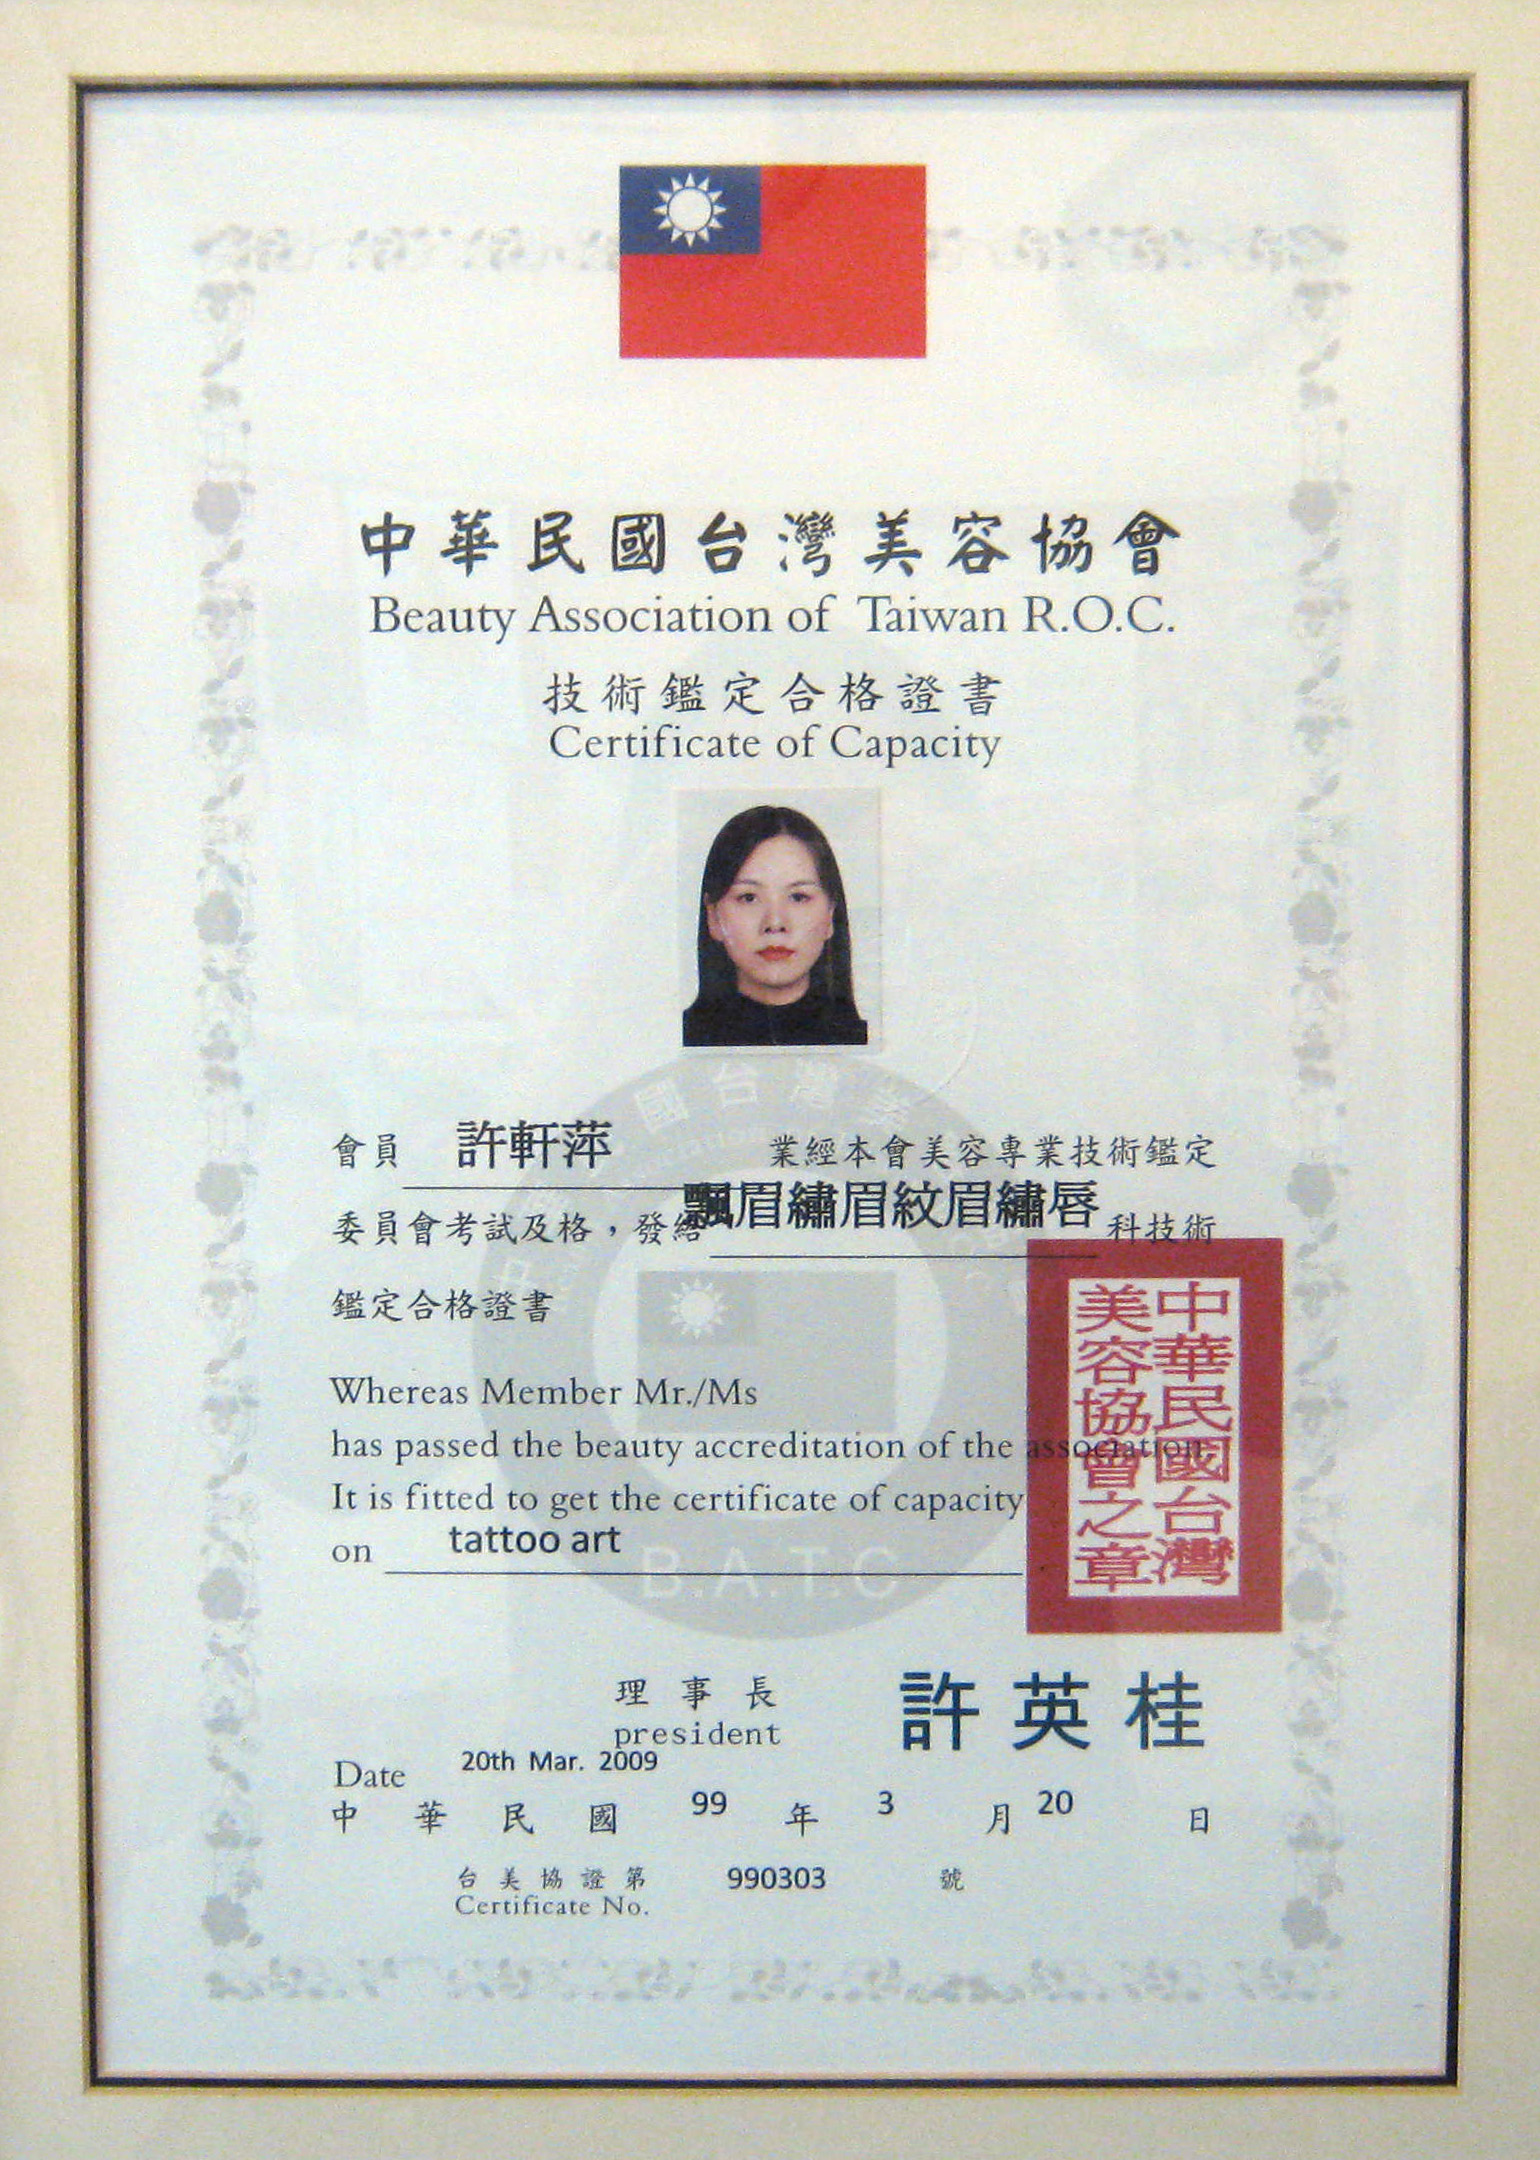 中華民國台灣美容協會
Beauty Association of Taiwan R.O.C.
技術鑑定合格證書
Certificate of Capacity
會員 許軒萍 業經本會美容專業技術鑑定
委員會考試及格，發給飄眉繡眉紋眉繡唇科技術
鑑定合格證書
Whereas Member Mr./Ms
has passed the beauty accreditation of the association
It is fitted to get the certificate of capacity
on tattoo art
中華民國台灣
美容協會之章
B.A.T.C
理事長 許英桂
president
Date 20th Mar. 2009
中華民國 99 年 3 月 20 日
台美協證第 990303 號
Certificate No.